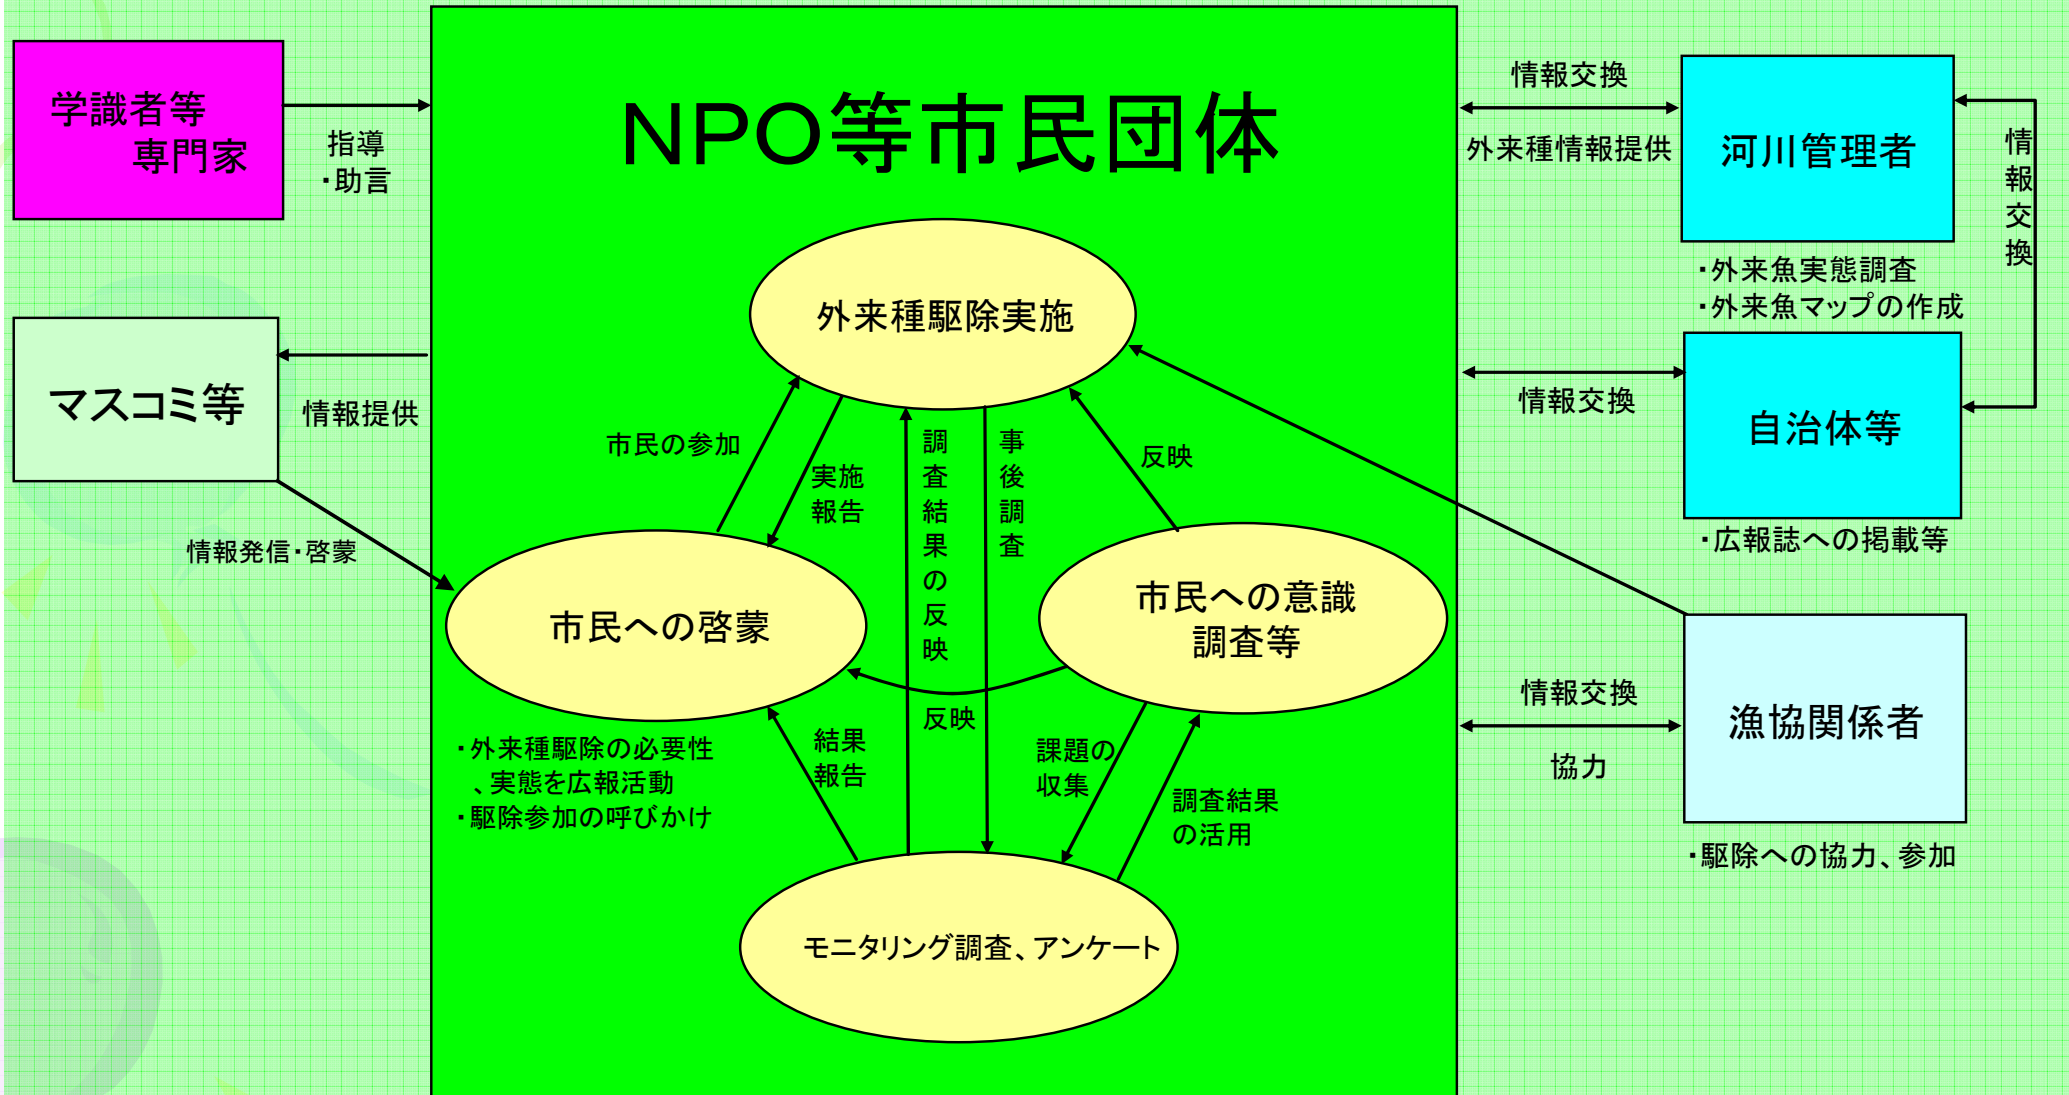 学識者等
専門家
指導
・助言
マスコミ等
情報提供
情報発信・啓蒙
NPO等市民団体
外来種駆除実施
市民の参加
実施
報告
調査結果の反映
事後調査
反映
市民への啓蒙
市民への意識
調査等
反映
・外来種駆除の必要性
、実態を広報活動
・駆除参加の呼びかけ
結果
報告
課題の
収集
調査結果
の活用
モニタリング調査、アンケート
情報交換
外来種情報提供
河川管理者
情報交換
・外来魚実態調査
・外来魚マップの作成
情報交換
自治体等
・広報誌への掲載等
情報交換
協力
漁協関係者
・駆除への協力、参加